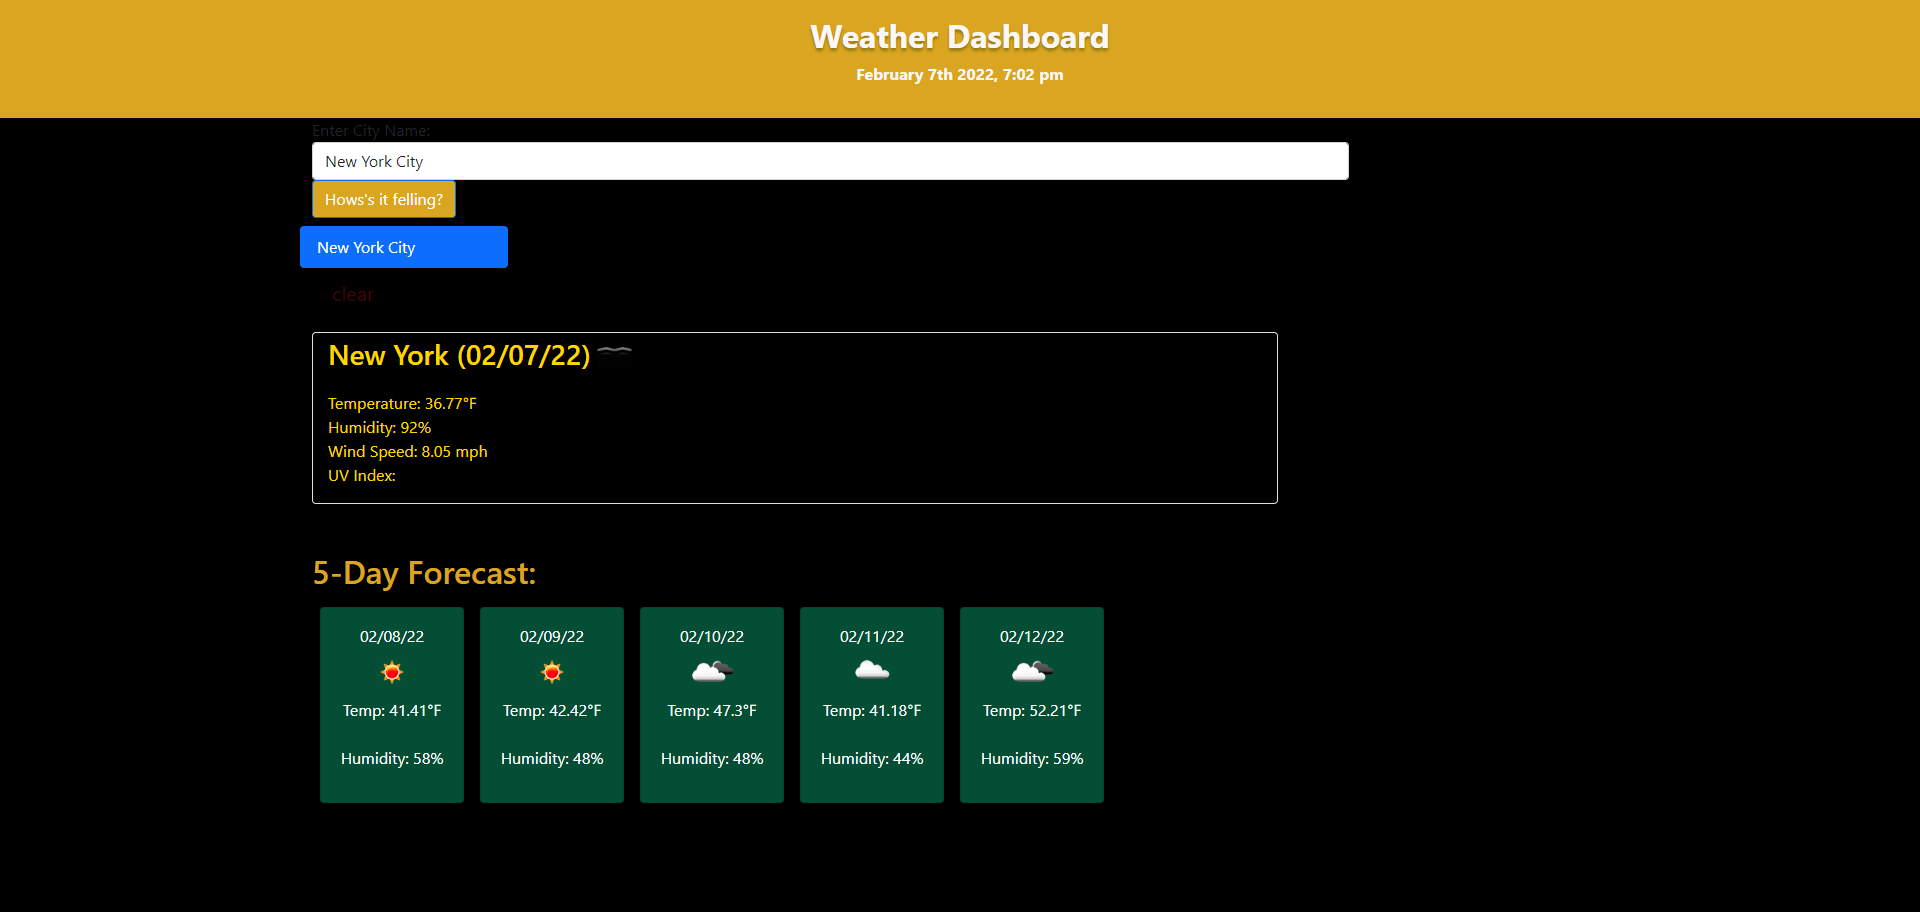 Weather Dashboard
February 7th 2022, 7:02 pm
Enter City Name:
New York City
Hows's it felling?
New York City
clear
New York (02/07/22)
Temperature: 36.77°F
Humidity: 92%
Wind Speed: 8.05 mph
UV Index:
5-Day Forecast:
02/08/22 02/09/22 02/10/22 02/11/22 02/12/22
Temp: 41.41°F Temp: 42.42°F Temp: 47.3°F Temp: 41.18°F Temp: 52.21°F
Humidity: 58% Humidity: 48% Humidity: 48% Humidity: 44% Humidity: 59%